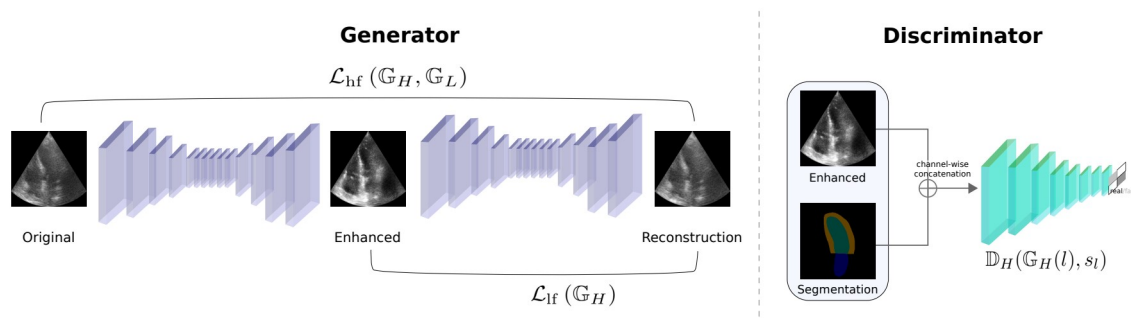 Generator
Discriminator
𝓛hf (𝔾H, 𝔾L)
Original
Enhanced
Reconstruction
𝓛lf (𝔾H)
Enhanced
Segmentation
channel-wise
concatenation
real
𝔻H(𝔾H(l), sl)